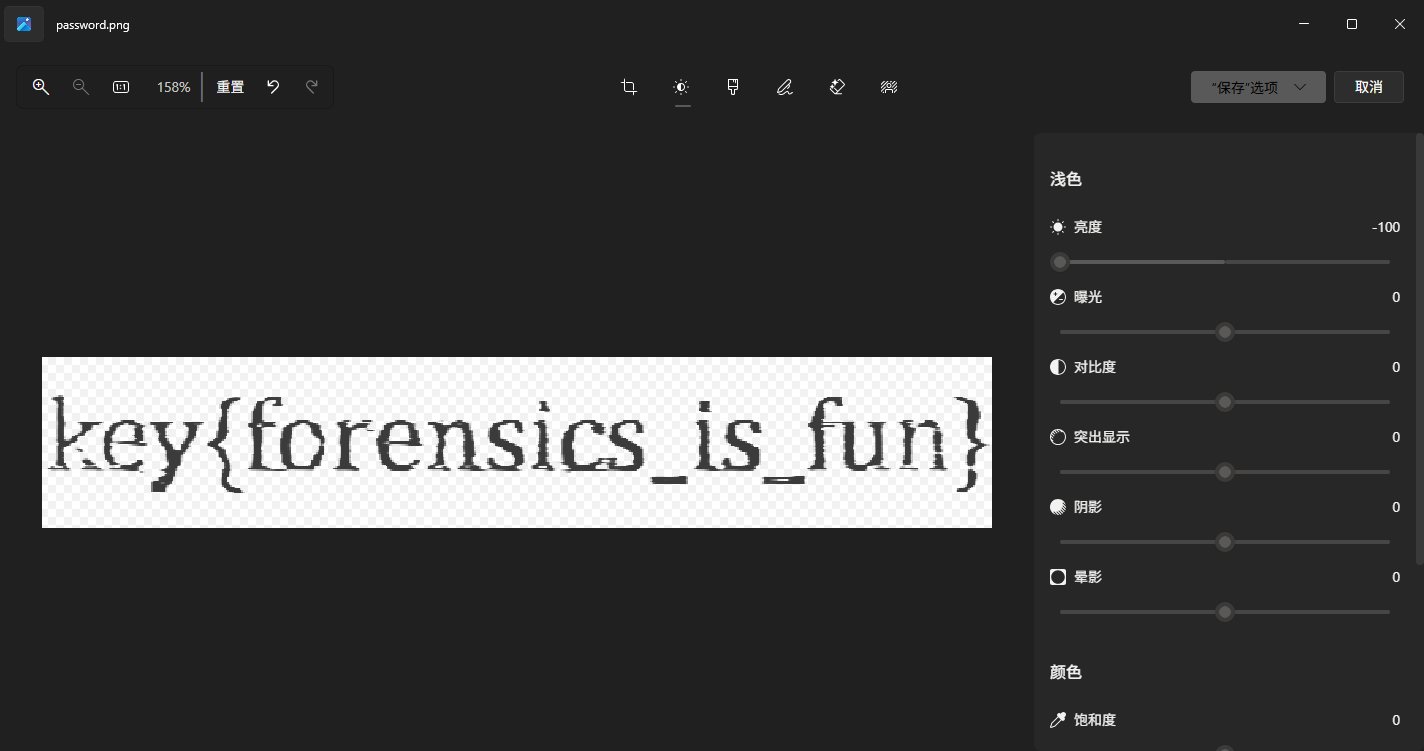 password.png
158%
重置
"保存"选项
取消
浅色
亮度 -100
曝光 0
对比度 0
突出显示 0
阴影 0
晕影 0
key{forensics_is_fun}
颜色
饱和度 0